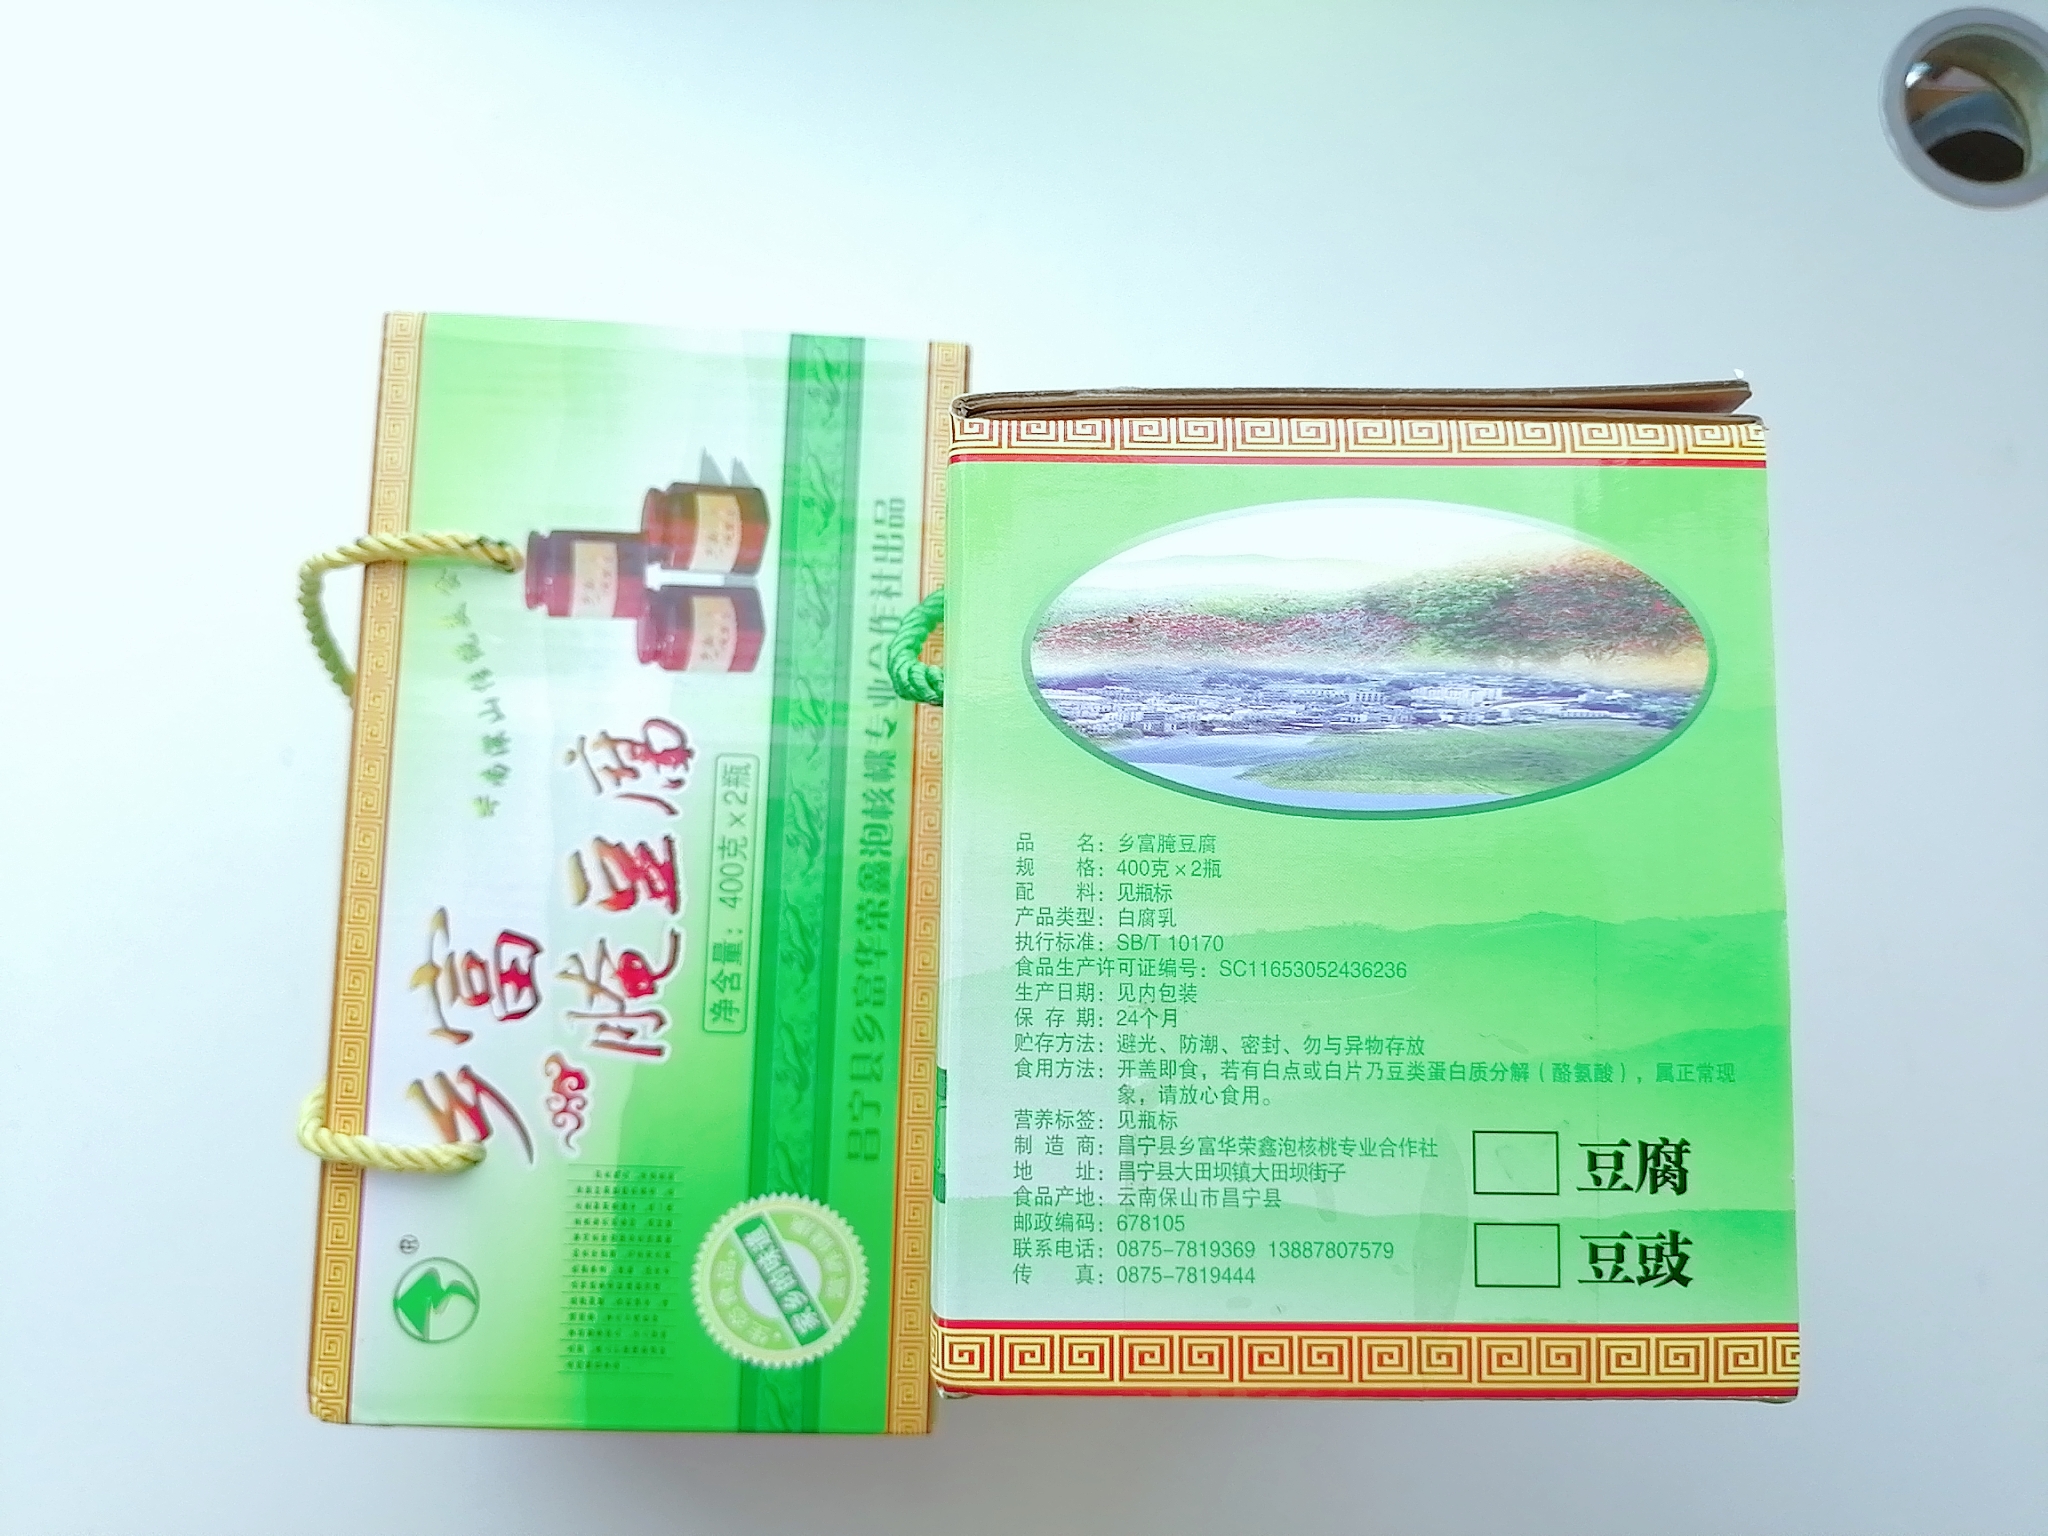 云南保山传统
乡富
腌豆腐
净含量：400克×2瓶
昌宁县乡富华荣鑫泡核桃专业合作社出品
®
家乡的味道
品 名：乡富腌豆腐
规 格：400克×2瓶
配 料：见瓶标
产品类型：白腐乳
执行标准：SB/T 10170
食品生产许可证编号：SC11653052436236
生产日期：见内包装
保 存 期：24个月
贮存方法：避光、防潮、密封、勿与异物存放
食用方法：开盖即食，若有白点或白片乃豆类蛋白质分解（酪氨酸），属正常现
象，请放心食用。
营养标签：见瓶标
制 造 商：昌宁县乡富华荣鑫泡核桃专业合作社
地 址：昌宁县大田坝镇大田坝街子
食品产地：云南保山市昌宁县
邮政编码：678105
联系电话：0875-7819369 13887807579
传 真：0875-7819444
豆腐
豆豉